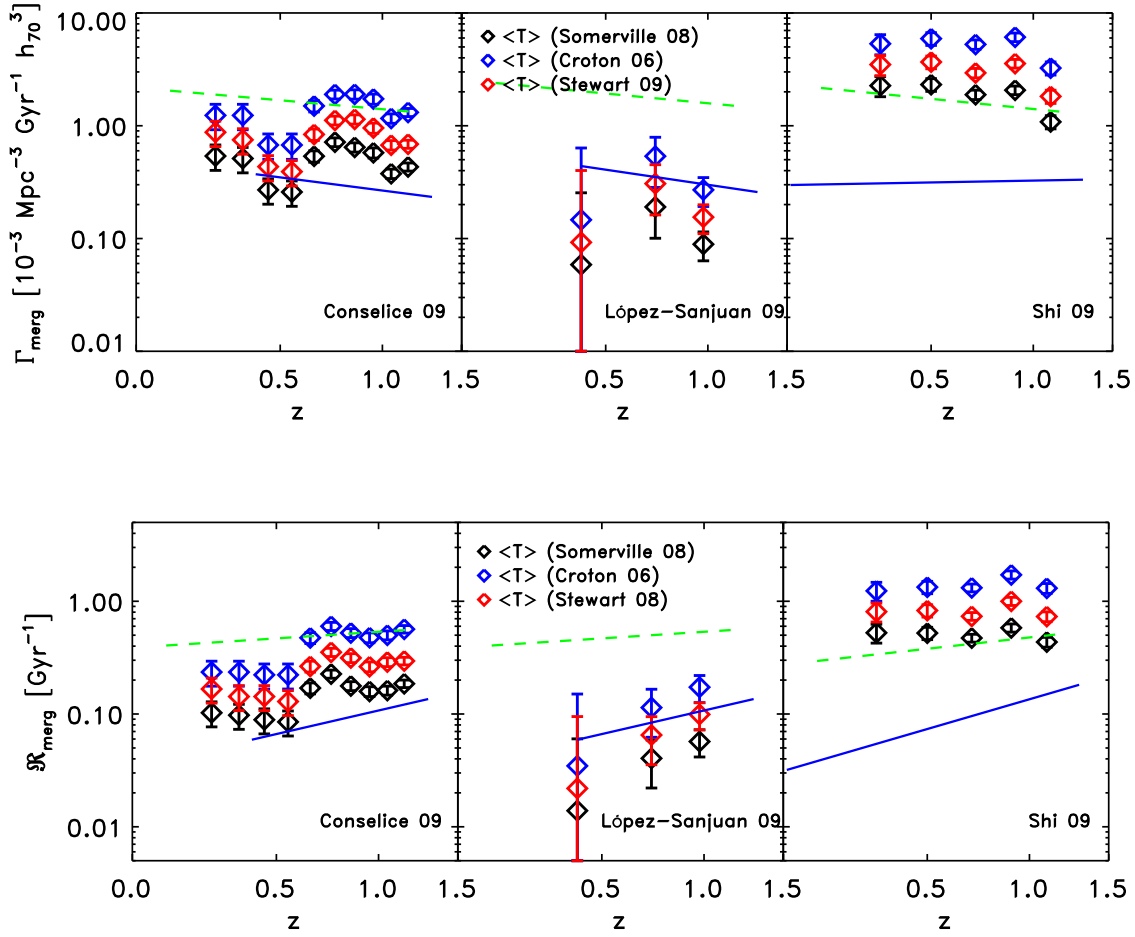 Γmerg [10⁻³ Mpc⁻³ Gyr⁻¹ h₇₀³]
10.00
1.00
0.10
0.01
<T> (Somerville 08)
<T> (Croton 06)
<T> (Stewart 09)
Conselice 09
López-Sanjuan 09
Shi 09
0.0 0.5 1.0 1.5 0.5 1.0 1.5 0.5 1.0 1.5
z z z
ℜmerg [Gyr⁻¹]
1.00
0.10
0.01
<T> (Somerville 08)
<T> (Croton 06)
<T> (Stewart 08)
Conselice 09
López-Sanjuan 09
Shi 09
0.0 0.5 1.0 1.5 0.5 1.0 1.5 0.5 1.0 1.5
z z z